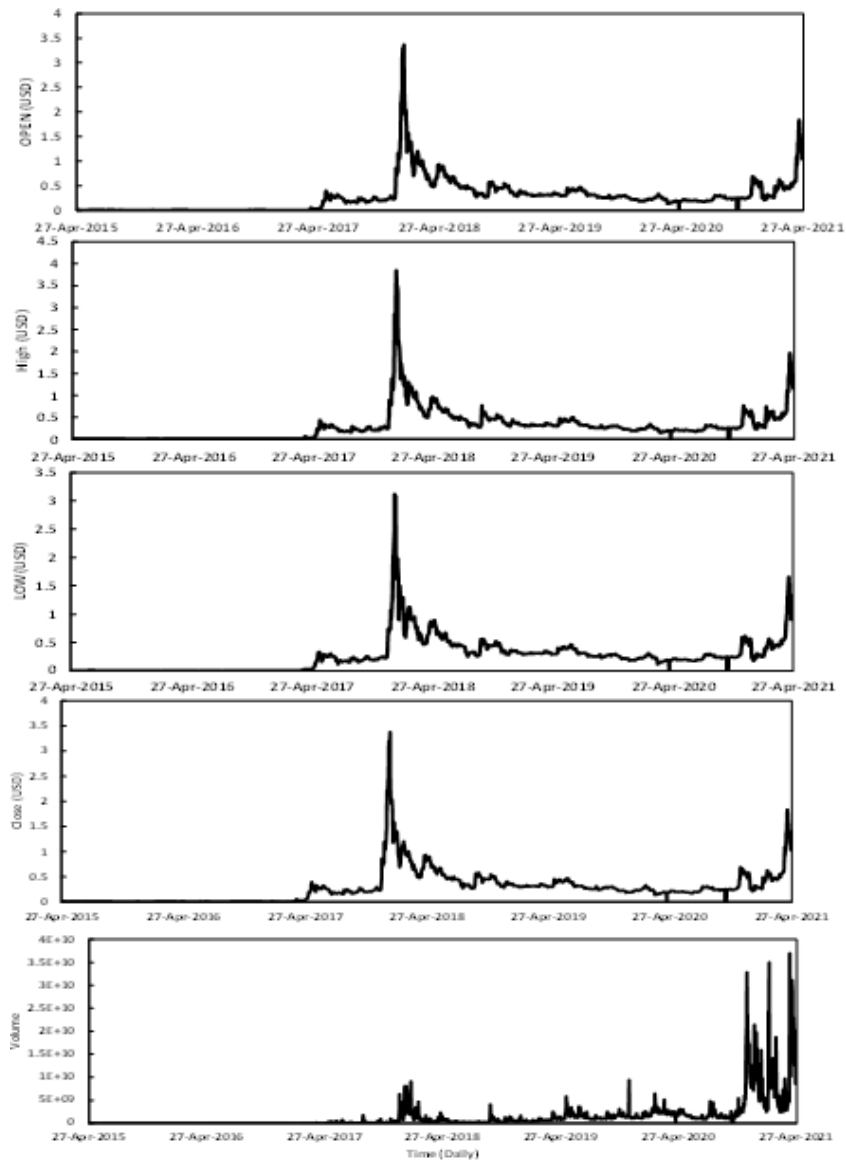 4
3.5
3
2.5
2
1.5
1
0.5
0
OPEN (USD)
27-Apr-2015 27-Apr-2016 27-Apr-2017 27-Apr-2018 27-Apr-2019 27-Apr-2020 27-Apr-2021
4.5
4
3.5
3
2.5
2
1.5
1
0.5
0
High (USD)
27-Apr-2015 27-Apr-2016 27-Apr-2017 27-Apr-2018 27-Apr-2019 27-Apr-2020 27-Apr-2021
3.5
3
2.5
2
1.5
1
0.5
0
LOW(USD)
27-Apr-2015 27-Apr-2016 27-Apr-2017 27-Apr-2018 27-Apr-2019 27-Apr-2020 27-Apr-2021
4
3.5
3
2.5
2
1.5
1
0.5
0
Close (USD)
27-Apr-2015 27-Apr-2016 27-Apr-2017 27-Apr-2018 27-Apr-2019 27-Apr-2020 27-Apr-2021
4E+10
3.5E+10
3E+10
2.5E+10
2E+10
1.5E+10
1E+10
5E+09
0
Volume
27-Apr-2015 27-Apr-2016 27-Apr-2017 27-Apr-2018 27-Apr-2019 27-Apr-2020 27-Apr-2021
Time (Daily)